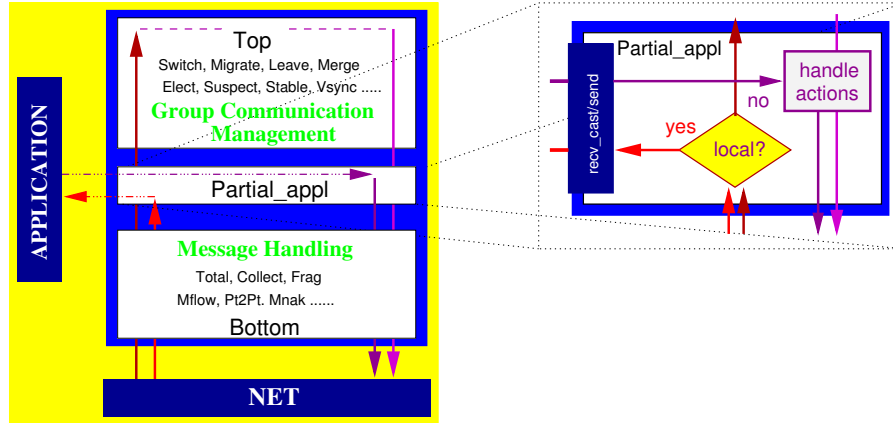 Top
Switch, Migrate, Leave, Merge
Elect, Suspect, Stable, Vsync .....
Group Communication
Management
APPLICATION
Partial_appl
Message Handling
Total, Collect, Frag
Mflow, Pt2Pt. Mnak ......
Bottom
NET
Partial_appl
recv_cast/send
handle
actions
no
yes
local?